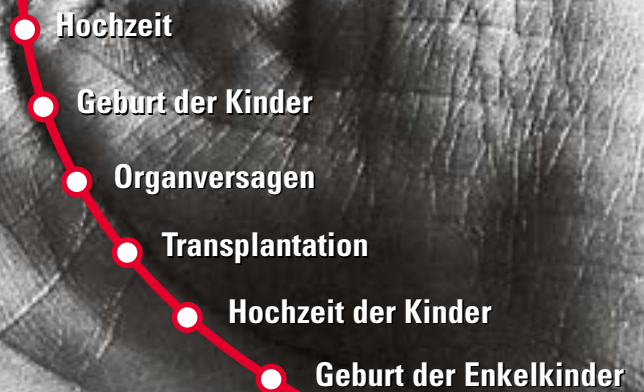 Hochzeit
Geburt der Kinder
Organversagen
Transplantation
Hochzeit der Kinder
Geburt der Enkelkinder